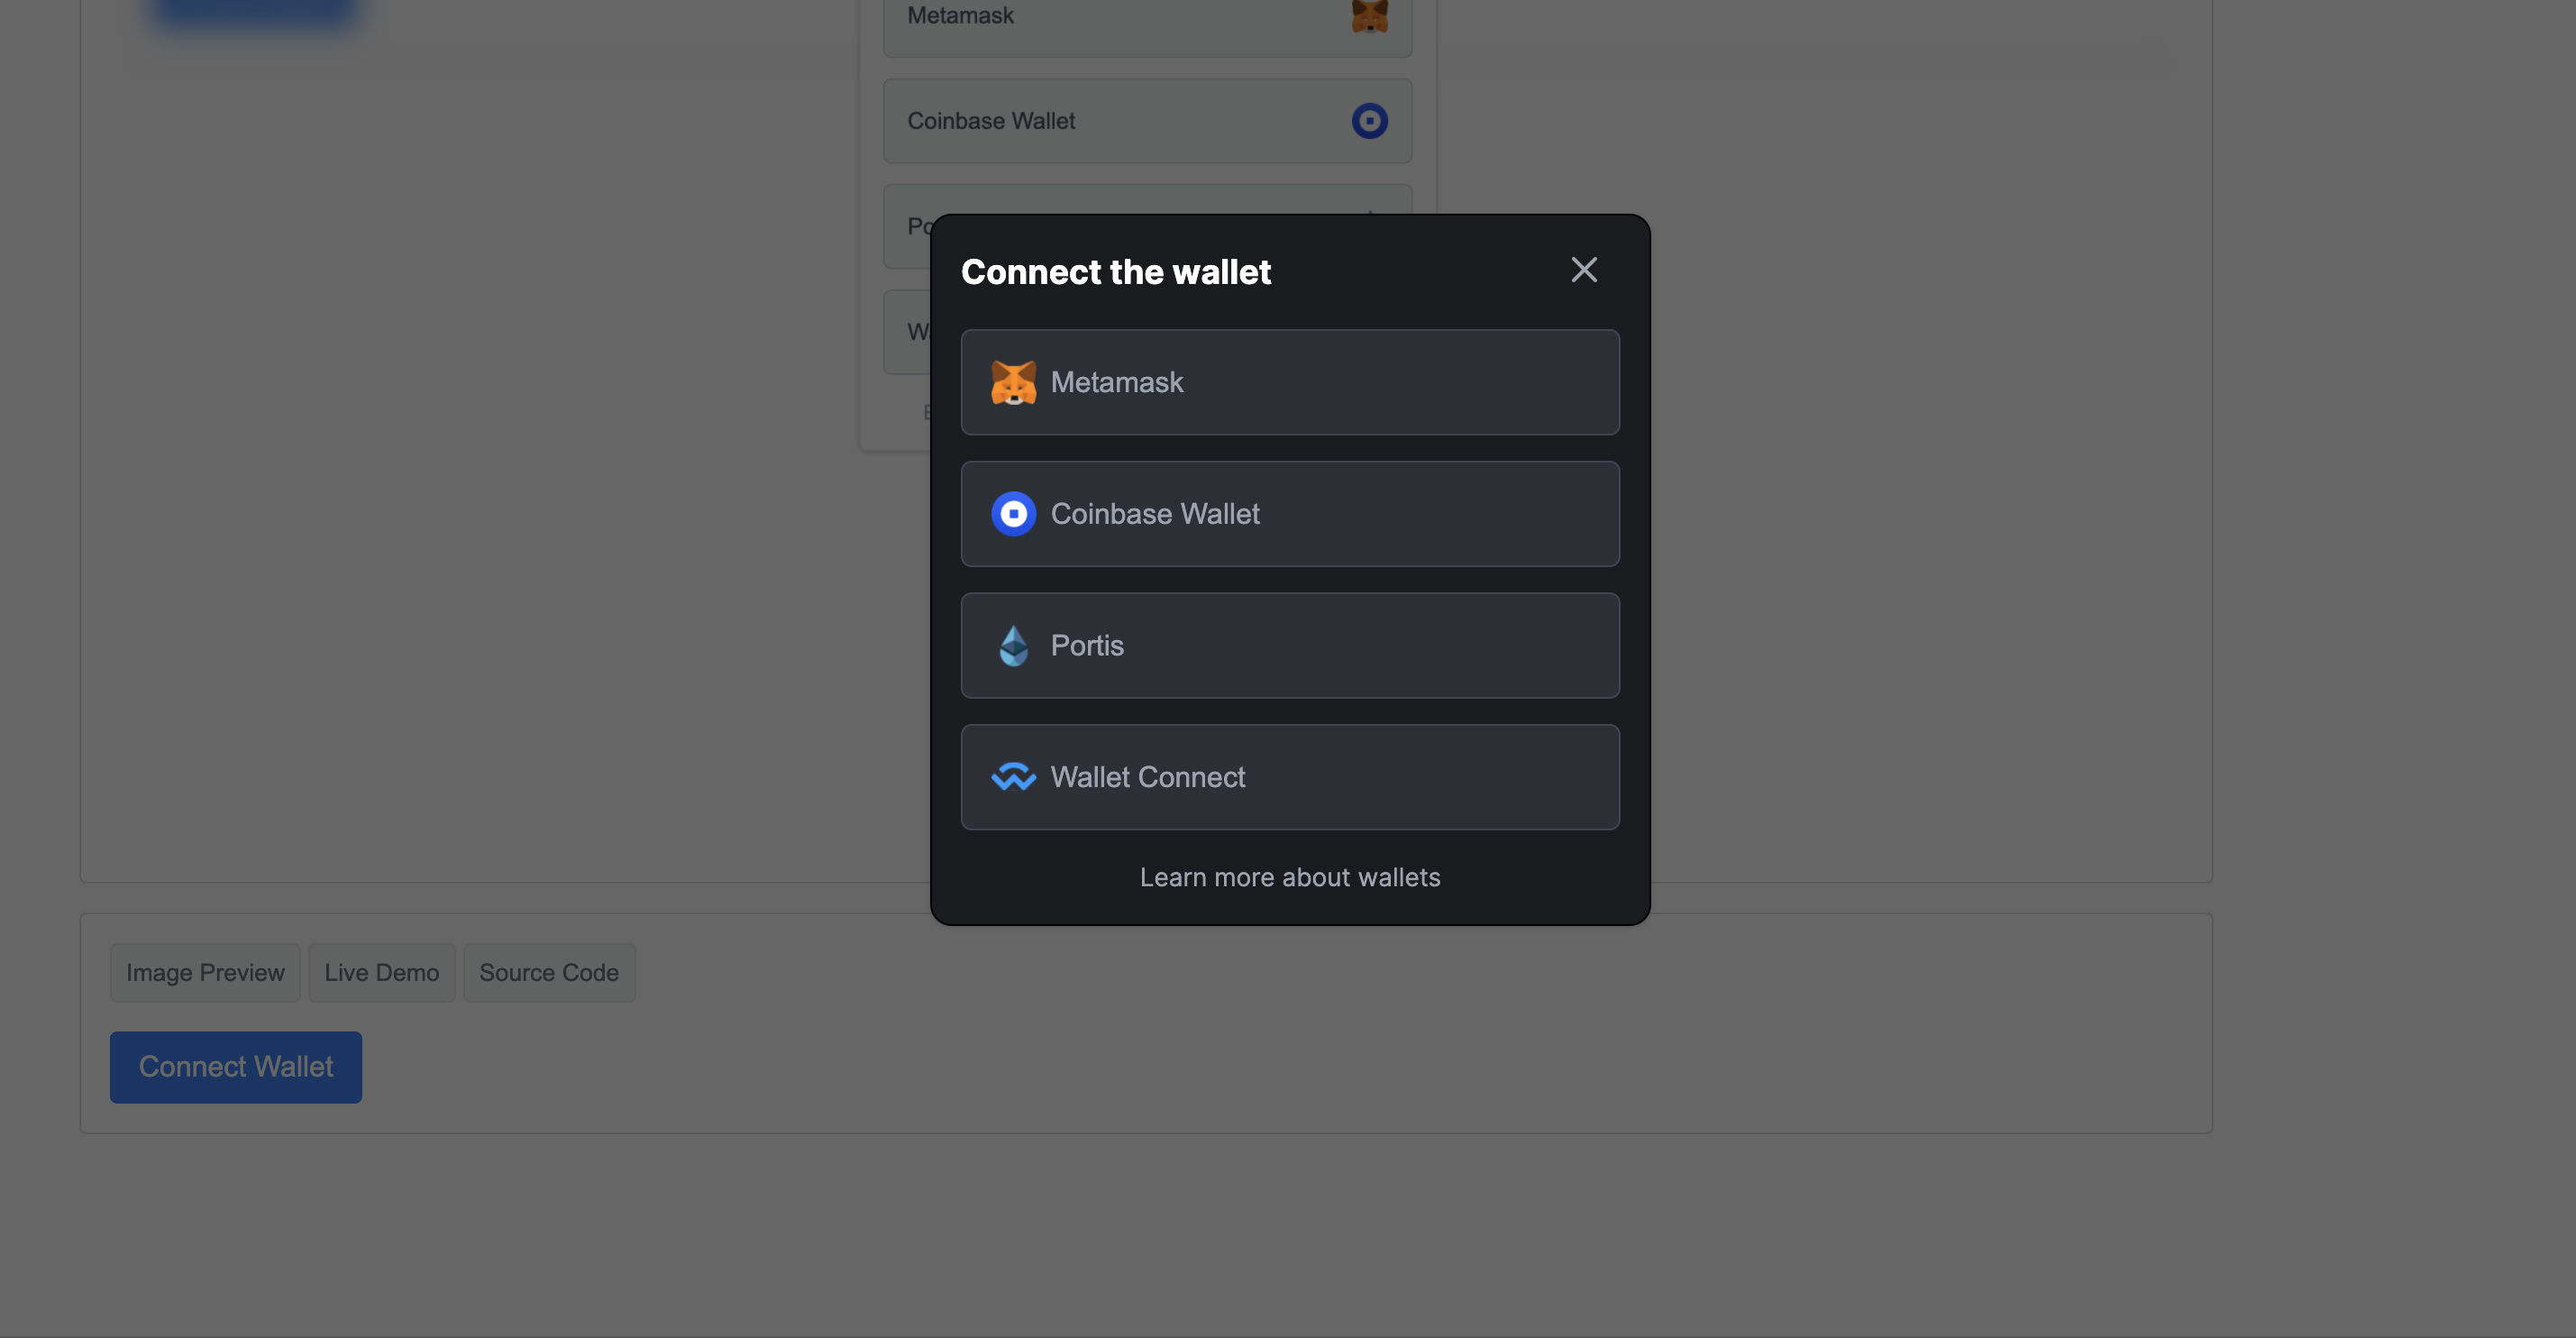 Metamask
Coinbase Wallet
Connect the wallet
Metamask
Coinbase Wallet
Portis
Wallet Connect
Learn more about wallets
Image Preview
Live Demo
Source Code
Connect Wallet